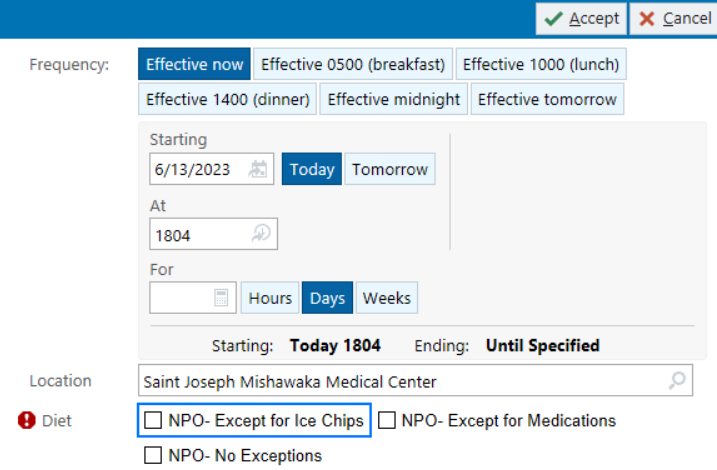 Accept Cancel
Frequency: Effective now Effective 0500 (breakfast) Effective 1000 (lunch)
Effective 1400 (dinner) Effective midnight Effective tomorrow
Starting
6/13/2023 Today Tomorrow
At
1804
For
Hours Days Weeks
Starting: Today 1804 Ending: Until Specified
Location Saint Joseph Mishawaka Medical Center
Diet NPO- Except for Ice Chips NPO- Except for Medications
NPO- No Exceptions